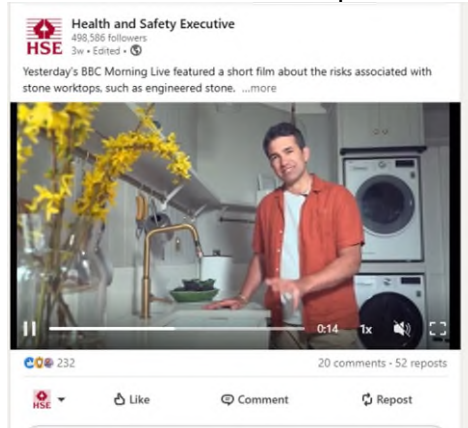 HSE
Health and Safety Executive
498,586 followers
3w • Edited •
Yesterday's BBC Morning Live featured a short film about the risks associated with
stone worktops, such as engineered stone. ...more
0:14 1x
232
20 comments • 52 reposts
HSE
Like
Comment
Repost